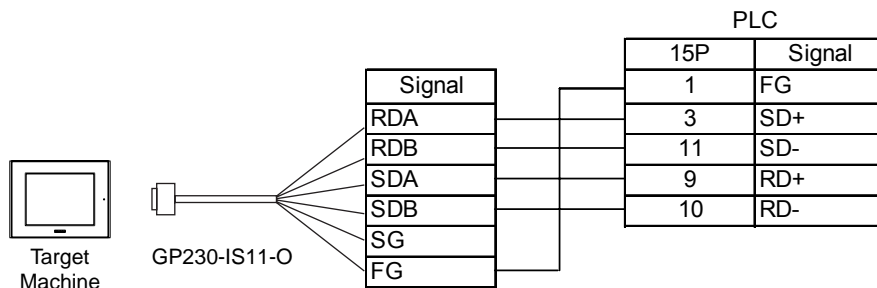 PLC
15P Signal
1 FG
3 SD+
11 SD-
9 RD+
10 RD-
Signal
RDA
RDB
SDA
SDB
SG
FG
GP230-IS11-O
Target
Machine